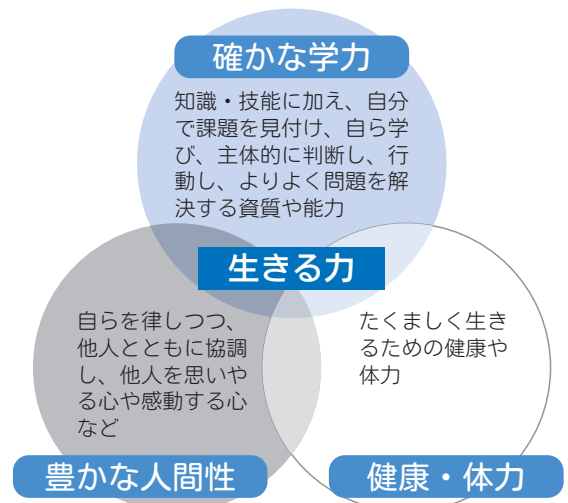 確かな学力
知識・技能に加え、自分
で課題を見付け、自ら学
び、主体的に判断し、行
動し、よりよく問題を解
決する資質や能力
生きる力
自らを律しつつ、
他人とともに協調
し、他人を思いや
る心や感動する心
など
たくましく生き
るための健康や
体力
豊かな人間性
健康・体力